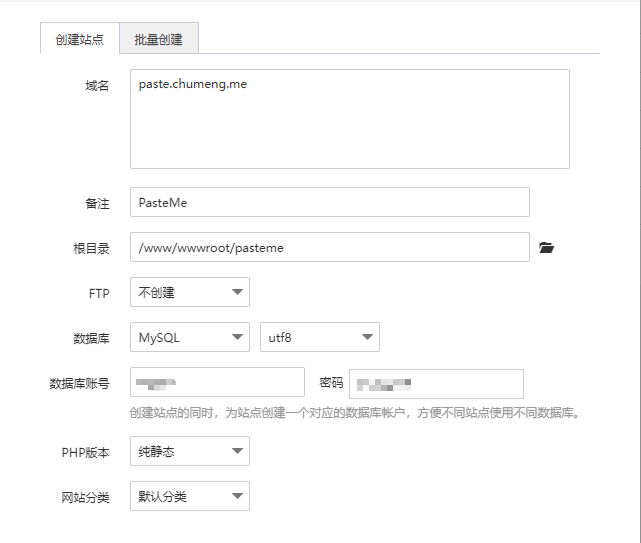 创建站点 批量创建
域名 paste.chumeng.me
备注 PasteMe
根目录 /www/wwwroot/pasteme
FTP 不创建
数据库 MySQL utf8
数据库账号 密码
创建站点的同时，为站点创建一个对应的数据库帐户，方便不同站点使用不同数据库。
PHP版本 纯静态
网站分类 默认分类